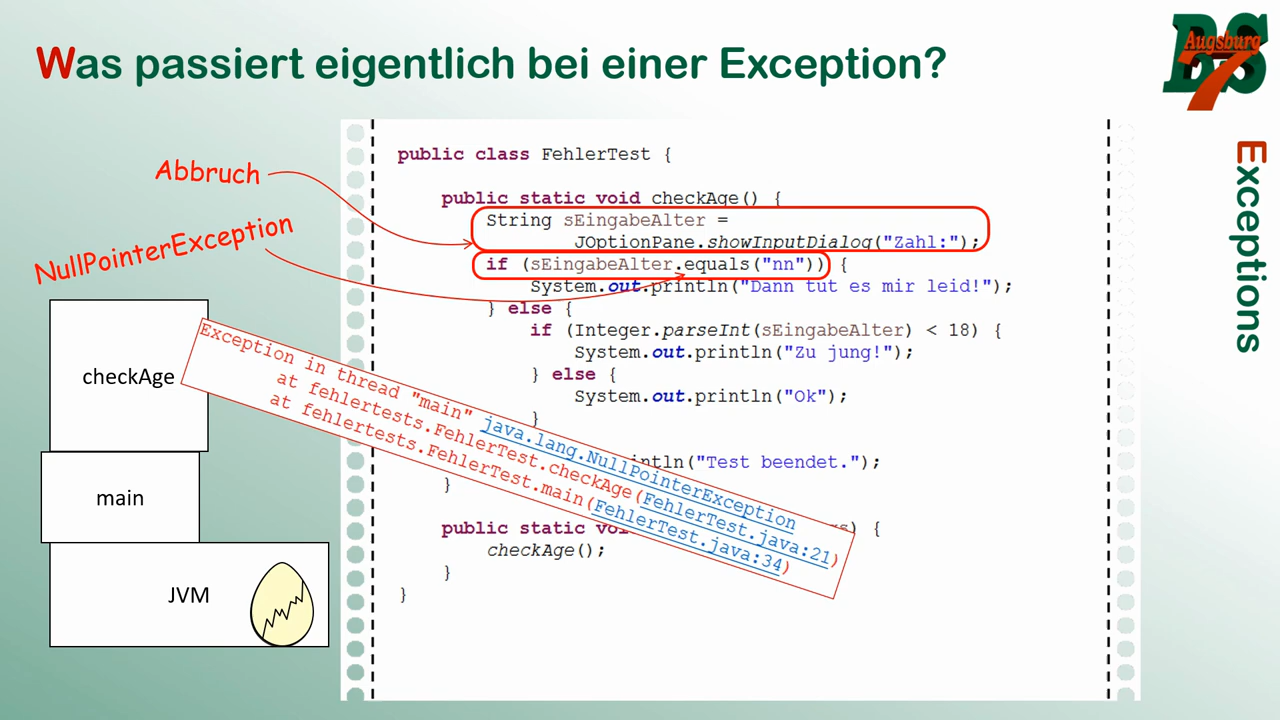 Was passiert eigentlich bei einer Exception?
BS
Augsburg
7
Exceptions
Abbruch
NullPointerException
checkAge
main
JVM
public class FehlerTest {
public static void checkAge() {
String sEingabeAlter =
JOptionPane.showInputDialog("Zahl:");
if (sEingabeAlter.equals("nn")) {
System.out.println("Dann tut es mir leid!");
} else {
if (Integer.parseInt(sEingabeAlter) < 18) {
System.out.println("Zu jung!");
} else {
System.out.println("Ok");
}
intln("Test beendet.");
}
public static voi s) {
checkAge();
}
}
Exception in thread "main" java.lang.NullPointerException
at fehlertests.FehlerTest.checkAge(FehlerTest.java:21)
at fehlertests.FehlerTest.main(FehlerTest.java:34)